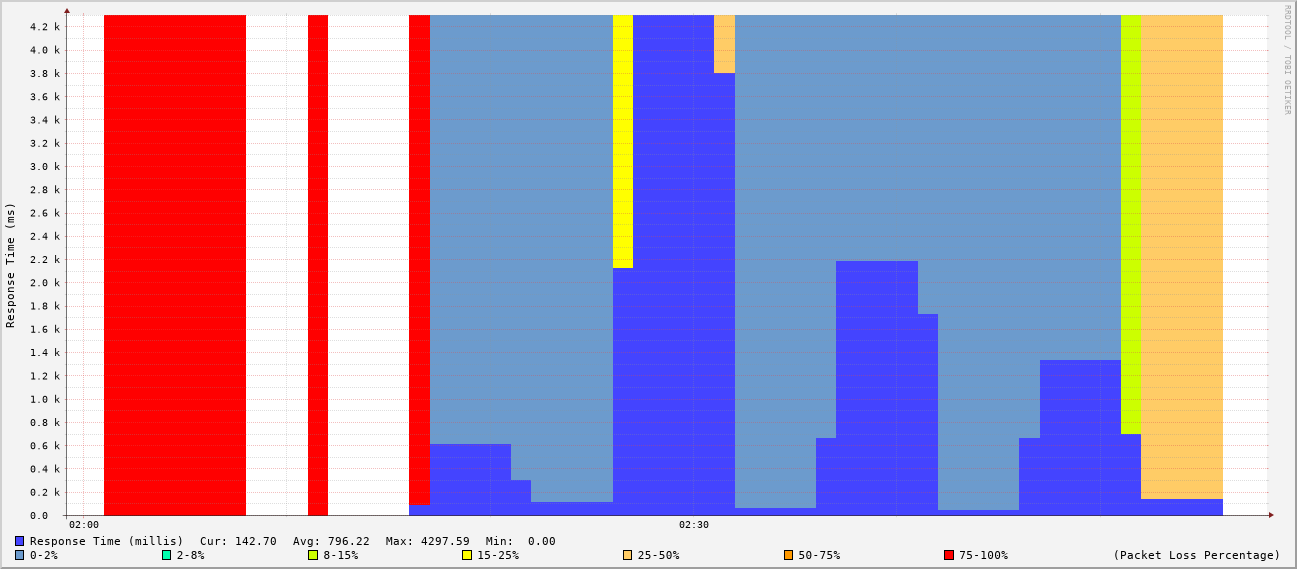 RRDTOOL / TOBI OETIKER
Response Time (ms)
4.2 k
4.0 k
3.8 k
3.6 k
3.4 k
3.2 k
3.0 k
2.8 k
2.6 k
2.4 k
2.2 k
2.0 k
1.8 k
1.6 k
1.4 k
1.2 k
1.0 k
0.8 k
0.6 k
0.4 k
0.2 k
0.0
02:00 02:30
Response Time (millis) Cur: 142.70 Avg: 796.22 Max: 4297.59 Min: 0.00
0-2% 2-8% 8-15% 15-25% 25-50% 50-75% 75-100% (Packet Loss Percentage)